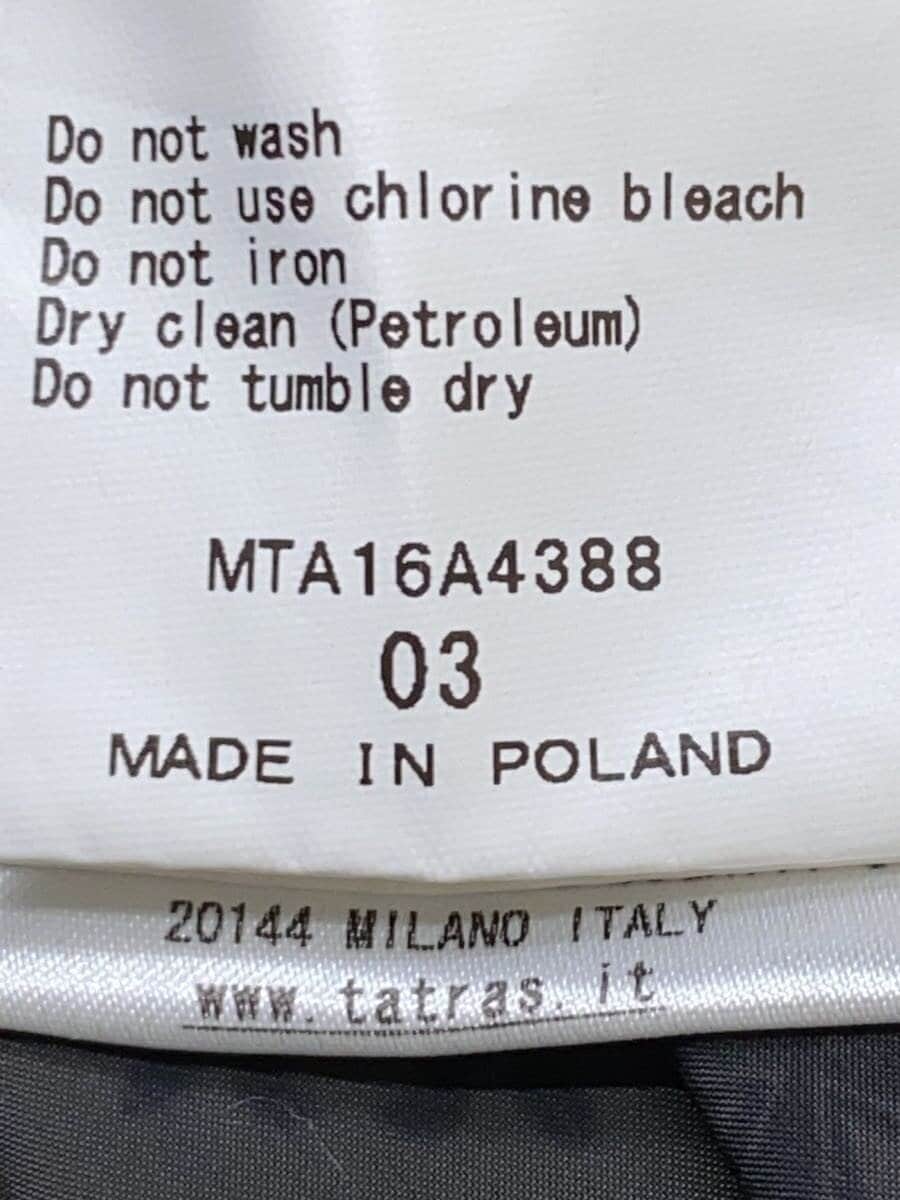 Do not wash
Do not use chlorine bleach
Do not iron
Dry clean (Petroleum)
Do not tumble dry
MTA16A4388
03
MADE IN POLAND
20144 MILANO ITALY
www.tatras.it